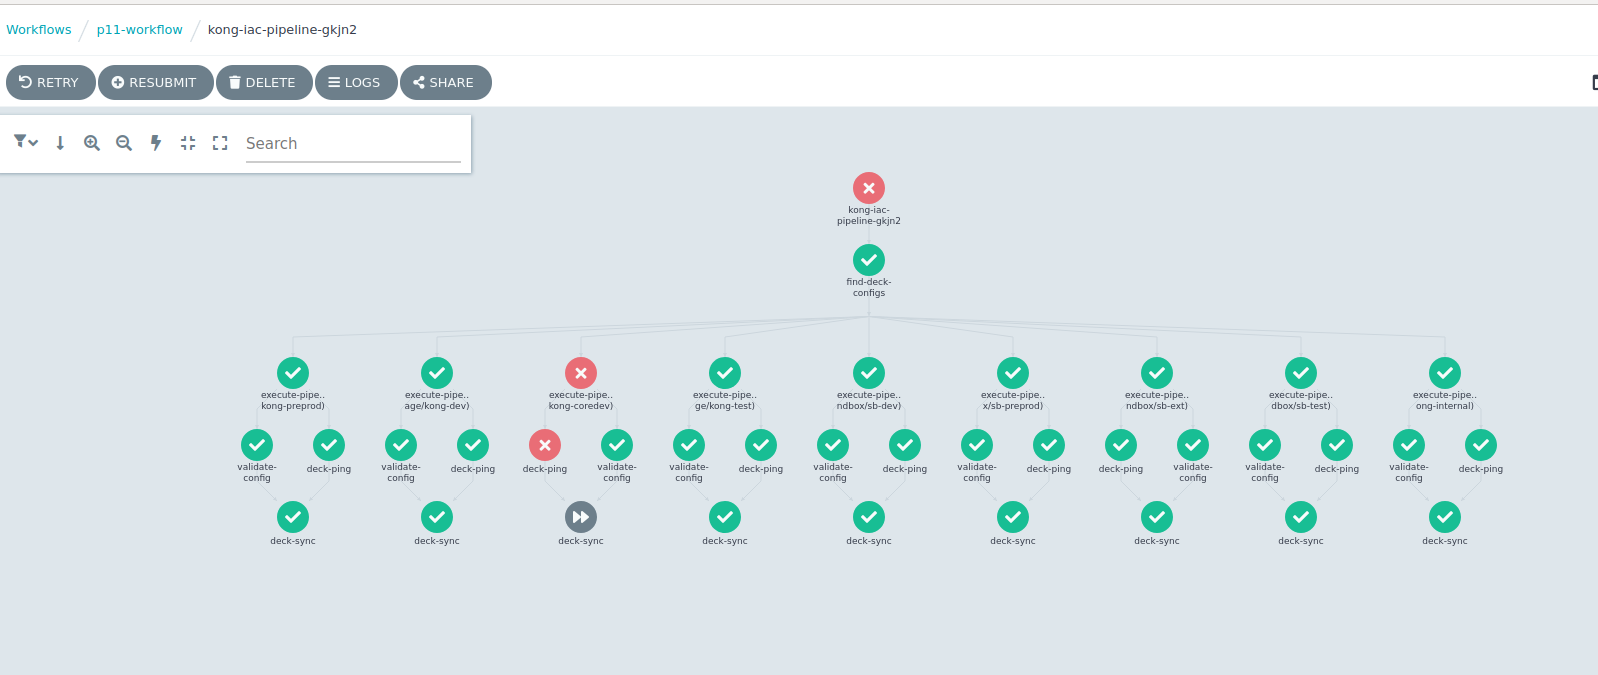 Workflows / p11-workflow / kong-iac-pipeline-gkjn2
RETRY RESUBMIT DELETE LOGS SHARE
Search
kong-iac-
pipeline-gkjn2
find-deck-
configs
execute-pipe..
kong-preprod)
execute-pipe..
age/kong-dev)
execute-pipe..
kong-coredev)
execute-pipe..
ge/kong-test)
execute-pipe..
ndbox/sb-dev)
execute-pipe..
x/sb-preprod)
execute-pipe..
ndbox/sb-ext)
execute-pipe..
dbox/sb-test)
execute-pipe..
ong-internal)
validate-
config
deck-ping
validate-
config
deck-ping
deck-ping
validate-
config
validate-
config
deck-ping
validate-
config
deck-ping
validate-
config
deck-ping
deck-ping
validate-
config
validate-
config
deck-ping
validate-
config
deck-ping
deck-sync
deck-sync
deck-sync
deck-sync
deck-sync
deck-sync
deck-sync
deck-sync
deck-sync